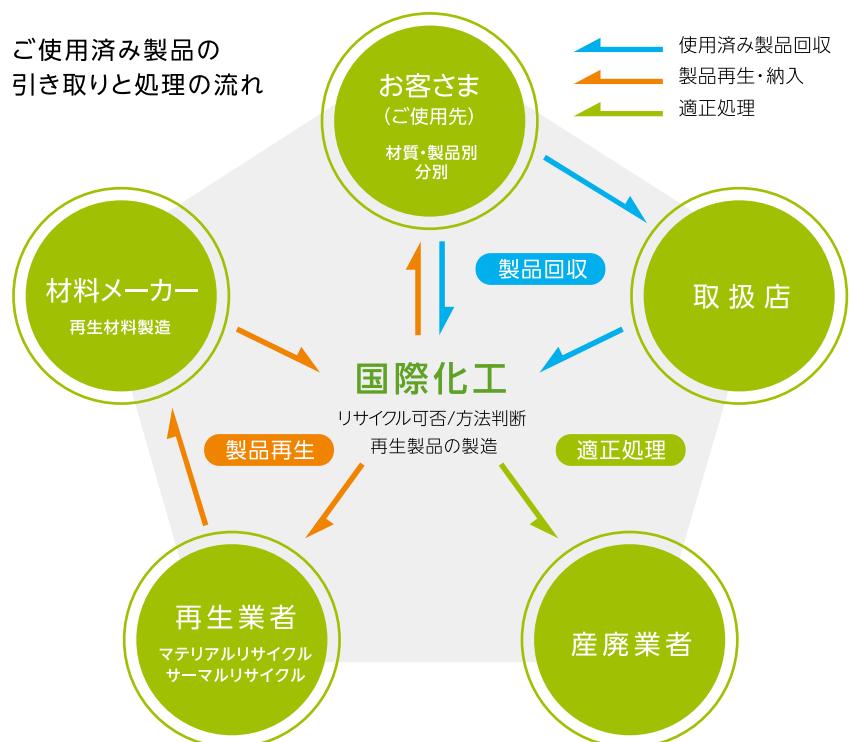 ご使用済み製品の
引き取りと処理の流れ
使用済み製品回収
製品再生・納入
適正処理
お客さま
（ご使用先）
材質・製品別
分別
製品回収
取扱店
材料メーカー
再生材料製造
国際化工
リサイクル可否/方法判断
再生製品の製造
製品再生
適正処理
再生業者
マテリアルリサイクル
サーマルリサイクル
産廃業者